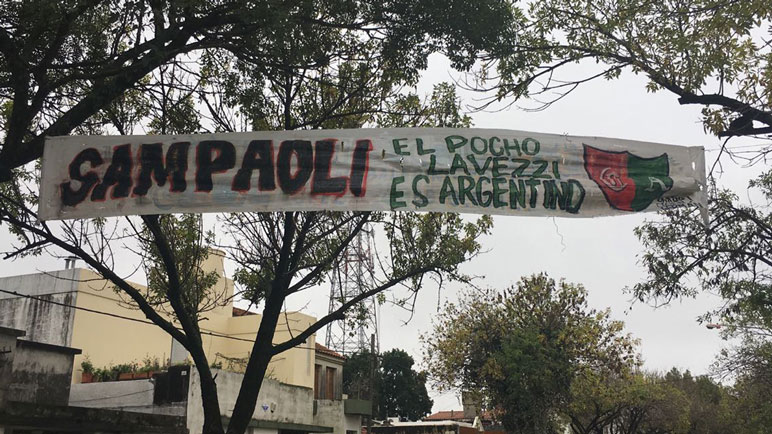 SAMPAOLI
EL POCHO
LAVEZZI
ES ARGENTINO